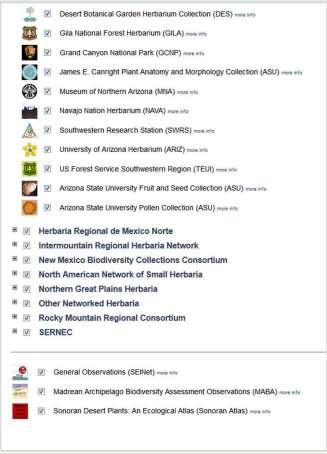 Desert Botanical Garden Herbarium Collection (DES) more info
Gila National Forest Herbarium (GILA) more info
Grand Canyon National Park (GCNP) more info
James E. Canright Plant Anatomy and Morphology Collection (ASU) more info
Museum of Northern Arizona (MNA) more info
Navajo Nation Herbarium (NAVA) more info
Southwestern Research Station (SWRS) more info
University of Arizona Herbarium (ARIZ) more info
US Forest Service Southwestern Region (TEUI) more info
Arizona State University Fruit and Seed Collection (ASU) more info
Arizona State University Pollen Collection (ASU) more info
Herbaria Regional de Mexico Norte
Intermountain Regional Herbaria Network
New Mexico Biodiversity Collections Consortium
North American Network of Small Herbaria
Northern Great Plains Herbaria
Other Networked Herbaria
Rocky Mountain Regional Consortium
SERNEC
General Observations (SEINet) more info
Madrean Archipelago Biodiversity Assessment Observations (MABA) more info
Sonoran Desert Plants: An Ecological Atlas (Sonoran Atlas) more info